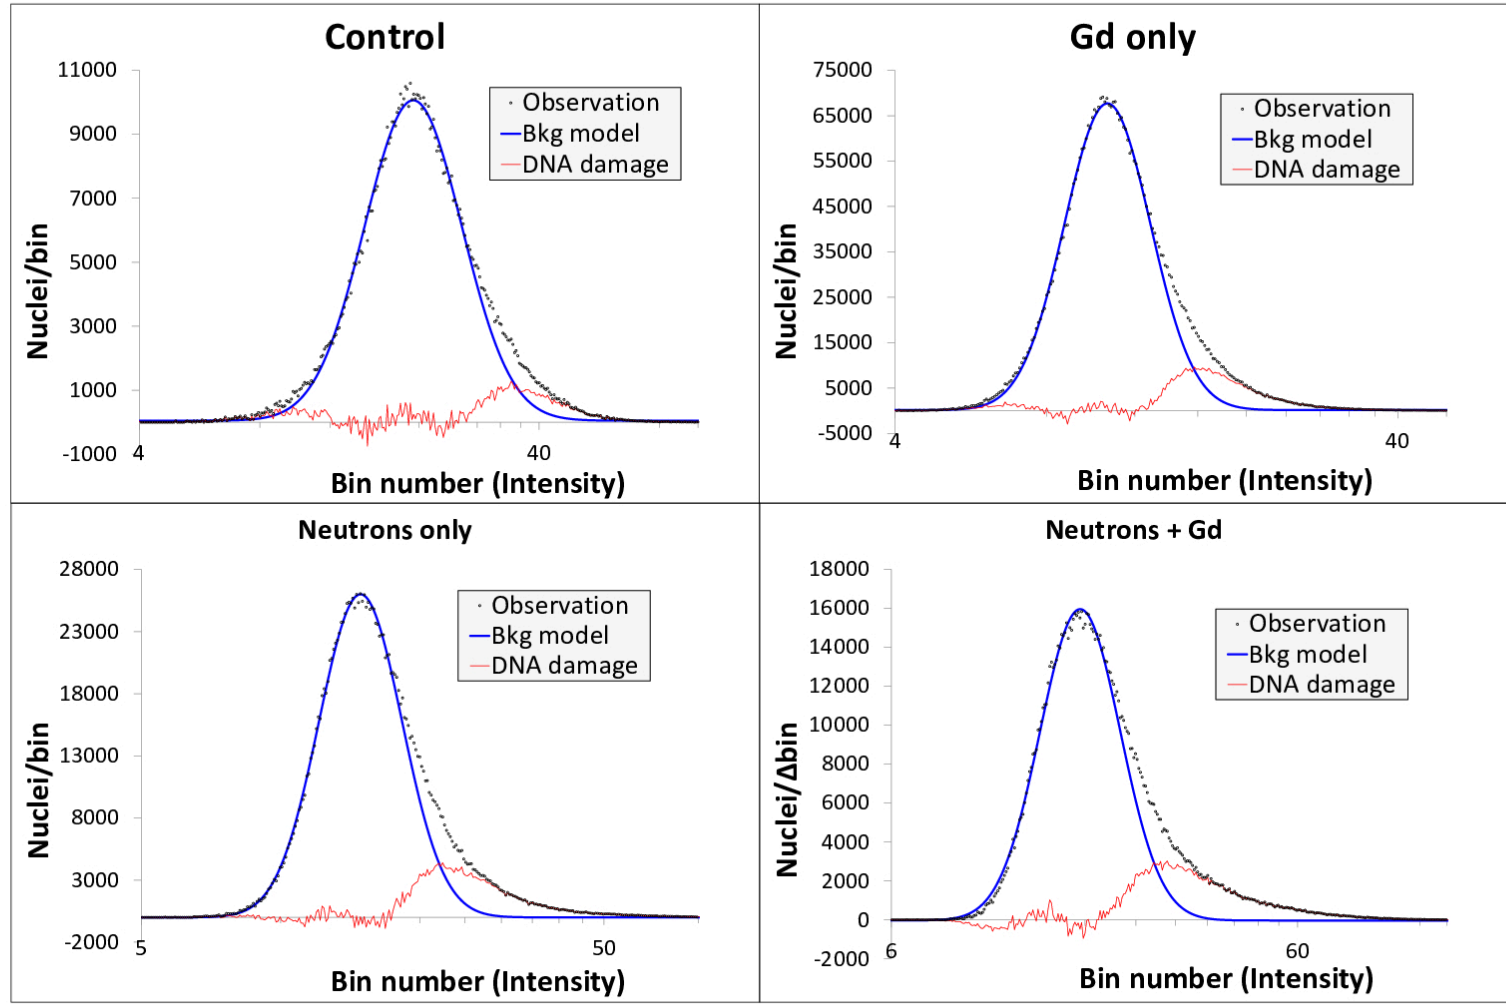 Control
11000
9000
7000
5000
3000
1000
-1000
4
40
Nuclei/bin
Bin number (Intensity)
Observation
Bkg model
DNA damage
Gd only
75000
65000
55000
45000
35000
25000
15000
5000
-5000
4
40
Nuclei/bin
Bin number (Intensity)
Observation
Bkg model
DNA damage
Neutrons only
28000
23000
18000
13000
8000
3000
-2000
5
50
Nuclei/bin
Bin number (Intensity)
Observation
Bkg model
DNA damage
Neutrons + Gd
18000
16000
14000
12000
10000
8000
6000
4000
2000
0
-2000
6
60
Nuclei/Δbin
Bin number (Intensity)
Observation
Bkg model
DNA damage